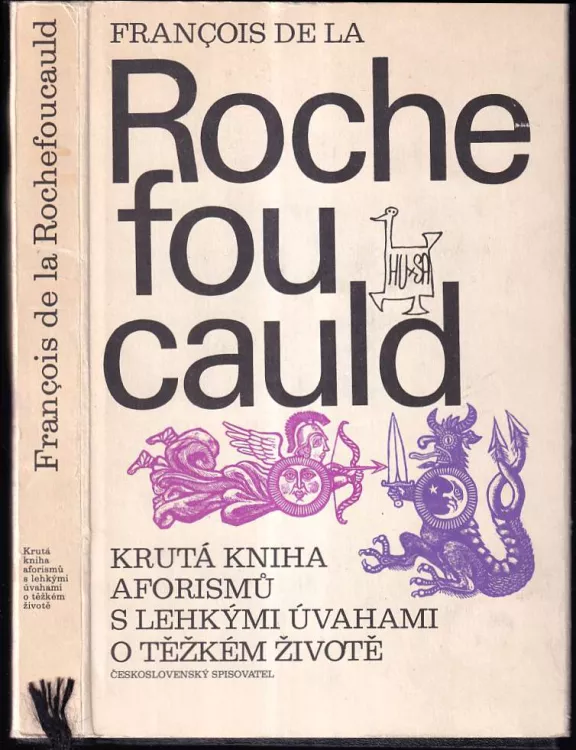 François de la Rochefoucauld
Krutá
kniha
aforismů
s lehkými
úvahami
o těžkém
životě
FRANÇOIS DE LA
Roche
fou
cauld
HUSA
KRUTÁ KNIHA
AFORISMŮ
S LEHKÝMI ÚVAHAMI
O TĚŽKÉM ŽIVOTĚ
ČESKOSLOVENSKÝ SPISOVATEL